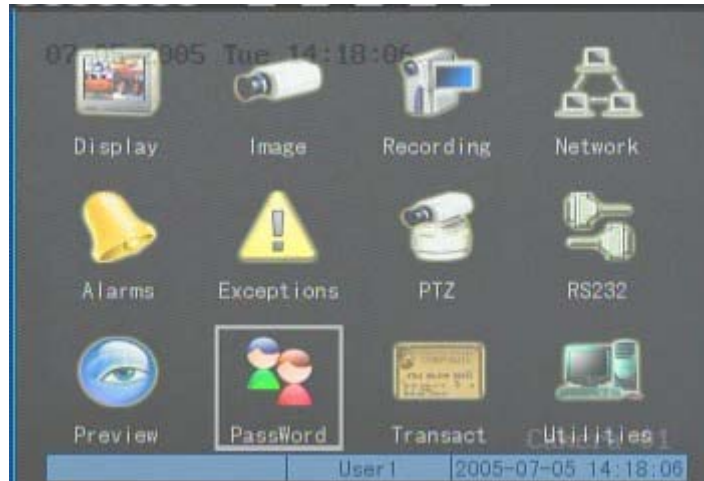 07-05-2005 Tue 14:18:06
Display Image Recording Network
Alarms Exceptions PTZ RS232
Preview PassWord Transact Utilities
User1 2005-07-05 14:18:06